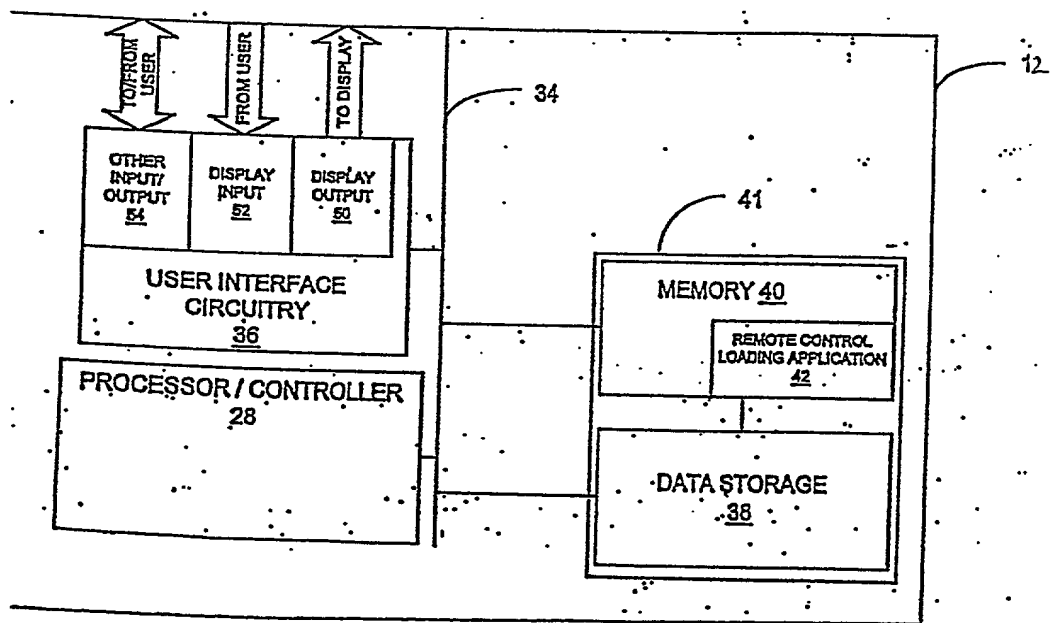 TO/FROM
USER
FROM USER
TO DISPLAY
12
34
OTHER
INPUT/
OUTPUT
54
DISPLAY
INPUT
52
DISPLAY
OUTPUT
50
41
USER INTERFACE
CIRCUITRY
36
MEMORY 40
REMOTE CONTROL
LOADING APPLICATION
42
PROCESSOR / CONTROLLER
28
DATA STORAGE
38